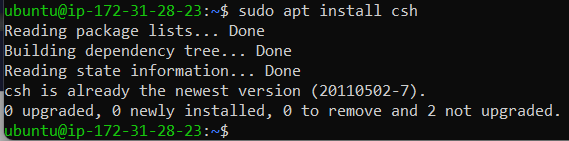 ubuntu@ip-172-31-28-23:~$ sudo apt install csh
Reading package lists... Done
Building dependency tree... Done
Reading state information... Done
csh is already the newest version (20110502-7).
0 upgraded, 0 newly installed, 0 to remove and 2 not upgraded.
ubuntu@ip-172-31-28-23:~$